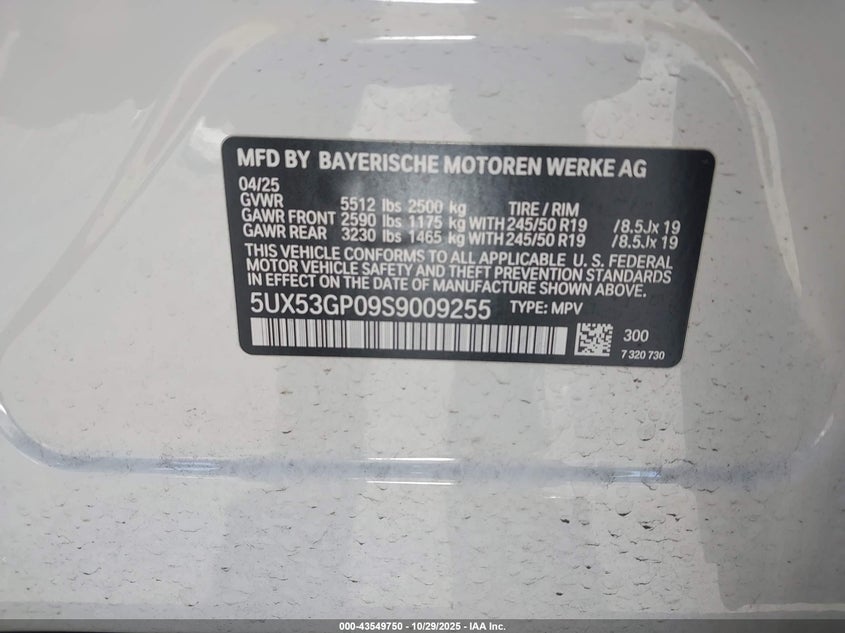 MFD BY BAYERISCHE MOTOREN WERKE AG
04/25
GVWR 5512 lbs 2500 kg TIRE / RIM
GAWR FRONT 2590 lbs 1175 kg WITH 245/50 R19 /8.5Jx 19
GAWR REAR 3230 lbs 1465 kg WITH 245/50 R19 /8.5Jx 19
THIS VEHICLE CONFORMS TO ALL APPLICABLE U. S. FEDERAL
MOTOR VEHICLE SAFETY AND THEFT PREVENTION STANDARDS
IN EFFECT ON THE DATE OF MANUFACTURE SHOWN ABOVE.
5UX53GP09S9009255 TYPE: MPV
300
7 320 730
000-43549750 - 10/29/2025 - IAA Inc.